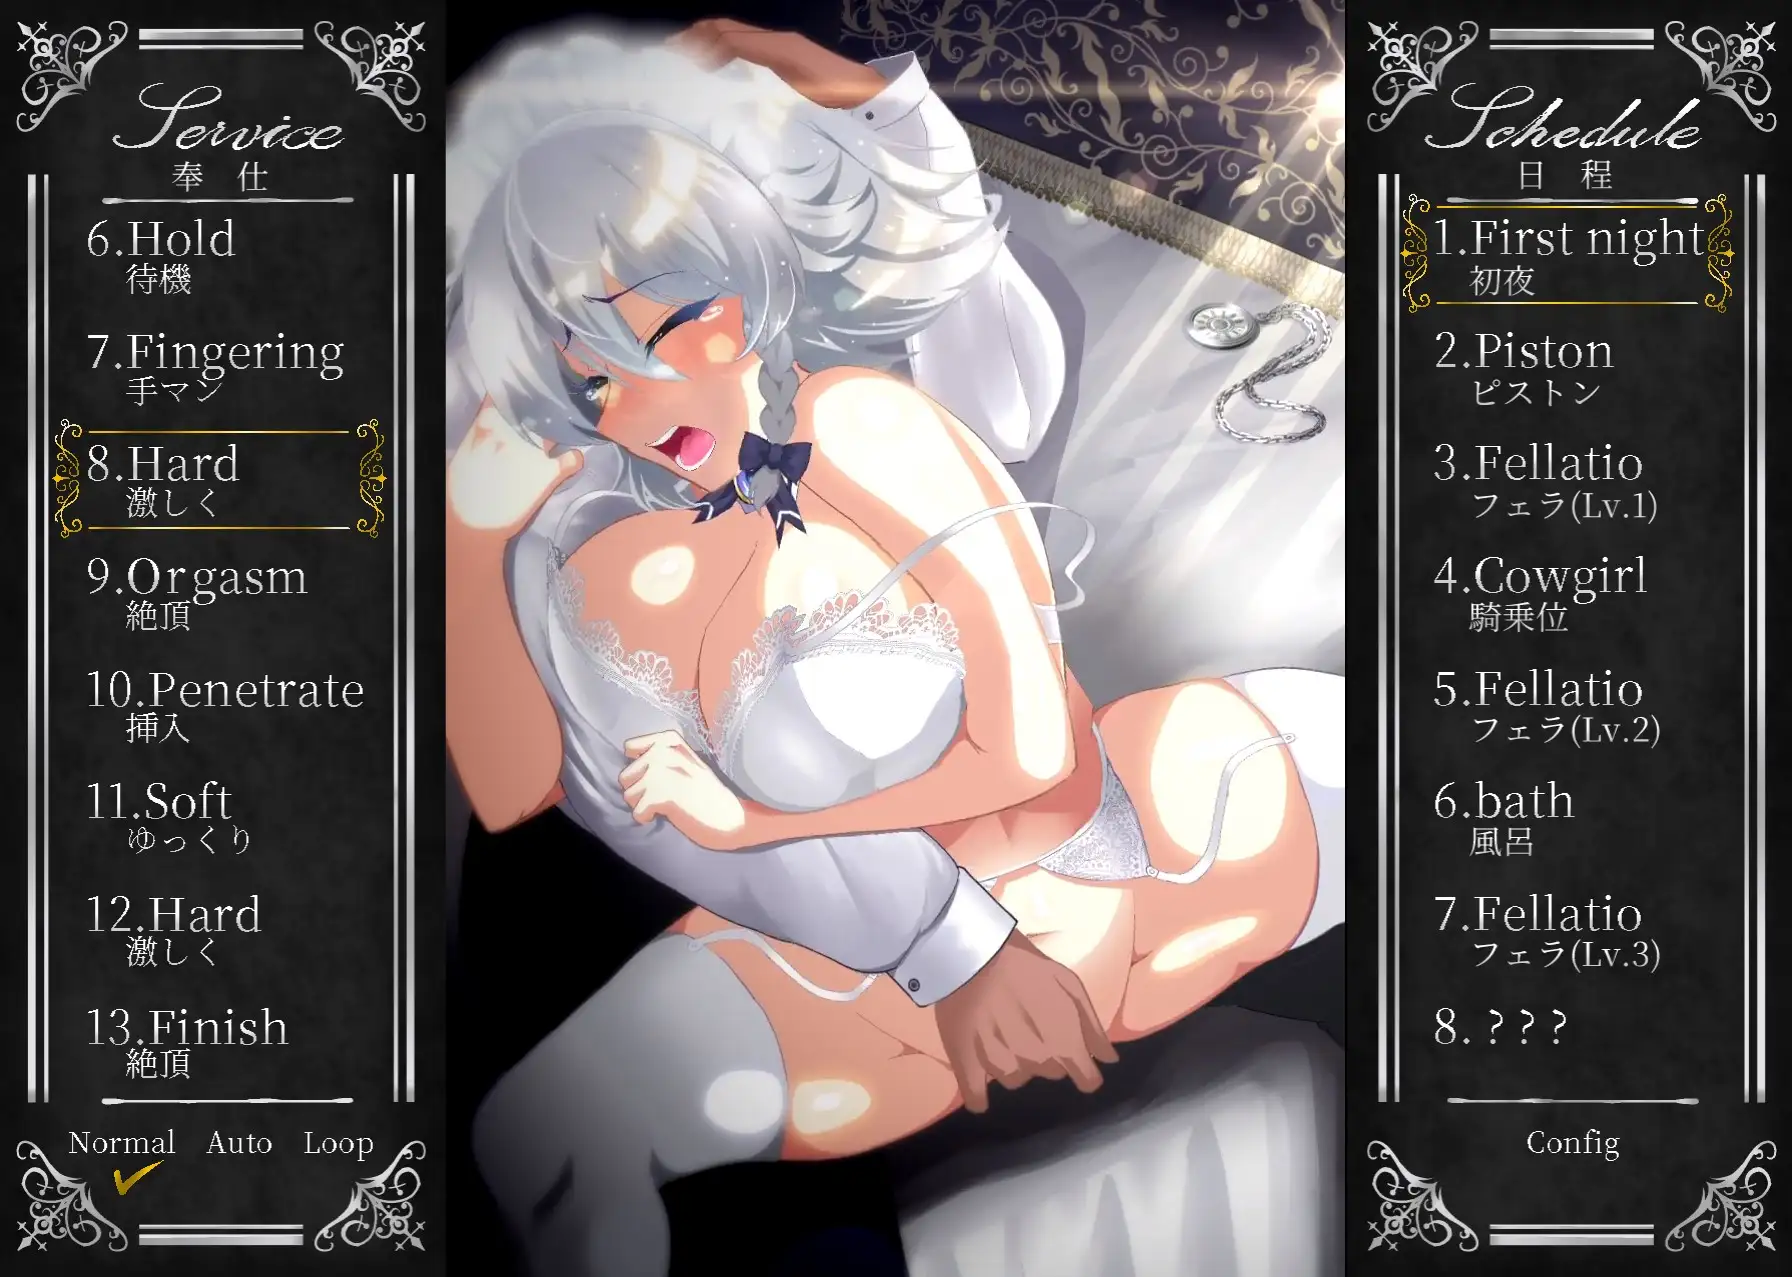 Service
奉 仕
6.Hold
待機
7.Fingering
手マン
8.Hard
激しく
9.Orgasm
絶頂
10.Penetrate
挿入
11.Soft
ゆっくり
12.Hard
激しく
13.Finish
絶頂
Normal Auto Loop
Schedule
日 程
1.First night
初夜
2.Piston
ピストン
3.Fellatio
フェラ(Lv.1)
4.Cowgirl
騎乗位
5.Fellatio
フェラ(Lv.2)
6.bath
風呂
7.Fellatio
フェラ(Lv.3)
8.???
Config